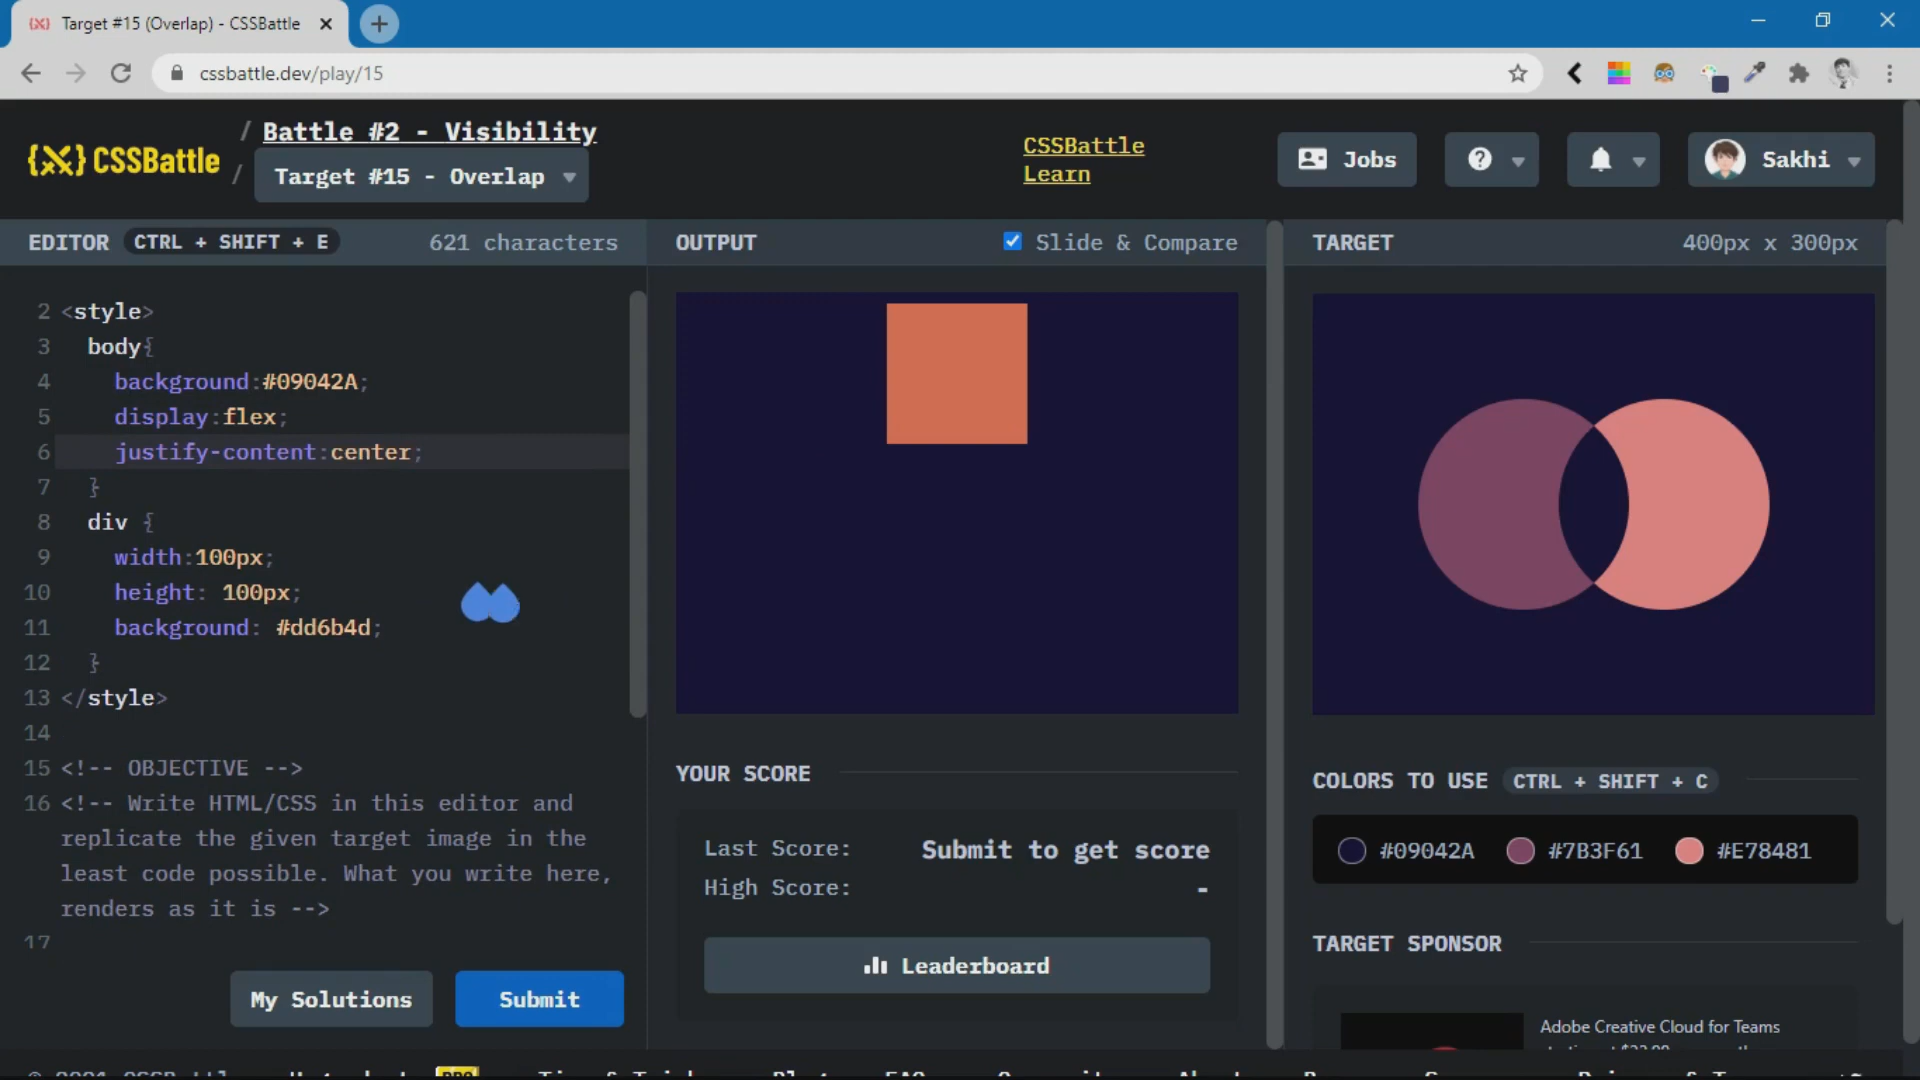 Target #15 (Overlap) - CSSBattle
cssbattle.dev/play/15
{X} CSSBattle
/ Battle #2 - Visibility
/ Target #15 - Overlap
CSSBattle
Learn
Jobs
Sakhi
EDITOR CTRL + SHIFT + E 621 characters
OUTPUT Slide & Compare
TARGET 400px x 300px
2 <style>
3 body{
4 background:#09042A;
5 display:flex;
6 justify-content:center;
7 }
8 div {
9 width:100px;
10 height: 100px;
11 background: #dd6b4d;
12 }
13 </style>
14
15 <!-- OBJECTIVE -->
16 <!-- Write HTML/CSS in this editor and
replicate the given target image in the
least code possible. What you write here,
renders as it is -->
17
My Solutions
Submit
YOUR SCORE
Last Score: Submit to get score
High Score: -
Leaderboard
COLORS TO USE CTRL + SHIFT + C
#09042A #7B3F61 #E78481
TARGET SPONSOR
Adobe Creative Cloud for Teams